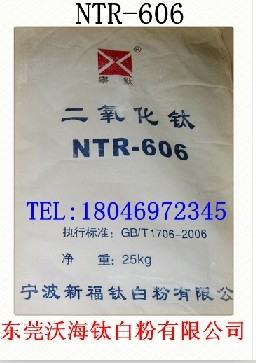 NTR-606
宁钛
二氧化钛
NTR-606
TEL:18046972345
执行标准：GB/T1706-2006
净 重：25kg
宁波新福钛白粉有限公
东莞沃海钛白粉有限公司